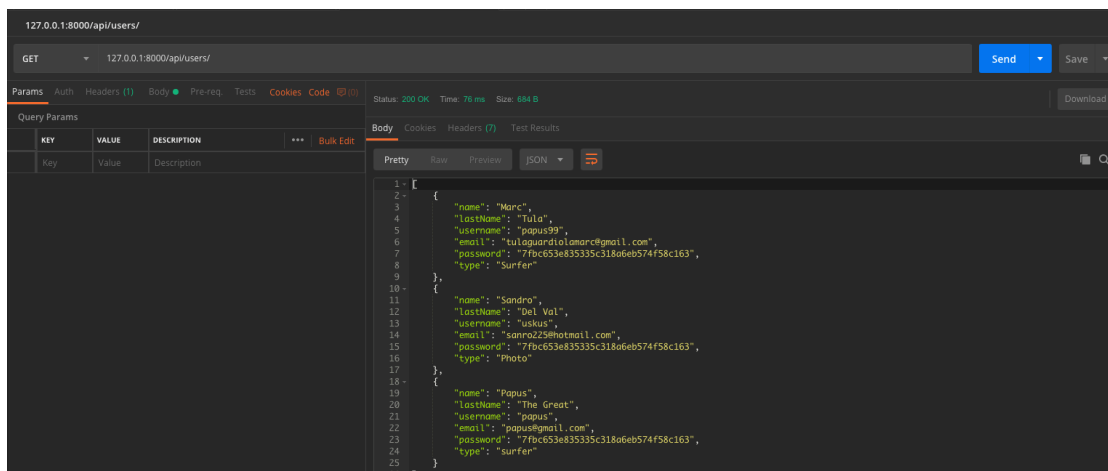 127.0.0.1:8000/api/users/
GET 127.0.0.1:8000/api/users/ Send Save
Params Auth Headers (1) Body Pre-req. Tests Cookies Code (0)
Status: 200 OK Time: 76 ms Size: 684 B Download
Query Params
KEY VALUE DESCRIPTION ••• Bulk Edit
Key Value Description
Body Cookies Headers (7) Test Results
Pretty Raw Preview JSON
1 [
2 {
3 "name": "Marc",
4 "lastName": "Tula",
5 "username": "papus99",
6 "email": "tulaguardiolamarc@gmail.com",
7 "password": "7fbc653e835335c318a6eb574f58c163",
8 "type": "Surfer"
9 },
10 {
11 "name": "Sandro",
12 "lastName": "Del Val",
13 "username": "uskus",
14 "email": "sanro225@hotmail.com",
15 "password": "7fbc653e835335c318a6eb574f58c163",
16 "type": "Photo"
17 },
18 {
19 "name": "Papus",
20 "lastName": "The Great",
21 "username": "papus",
22 "email": "papus@gmail.com",
23 "password": "7fbc653e835335c318a6eb574f58c163",
24 "type": "surfer"
25 }